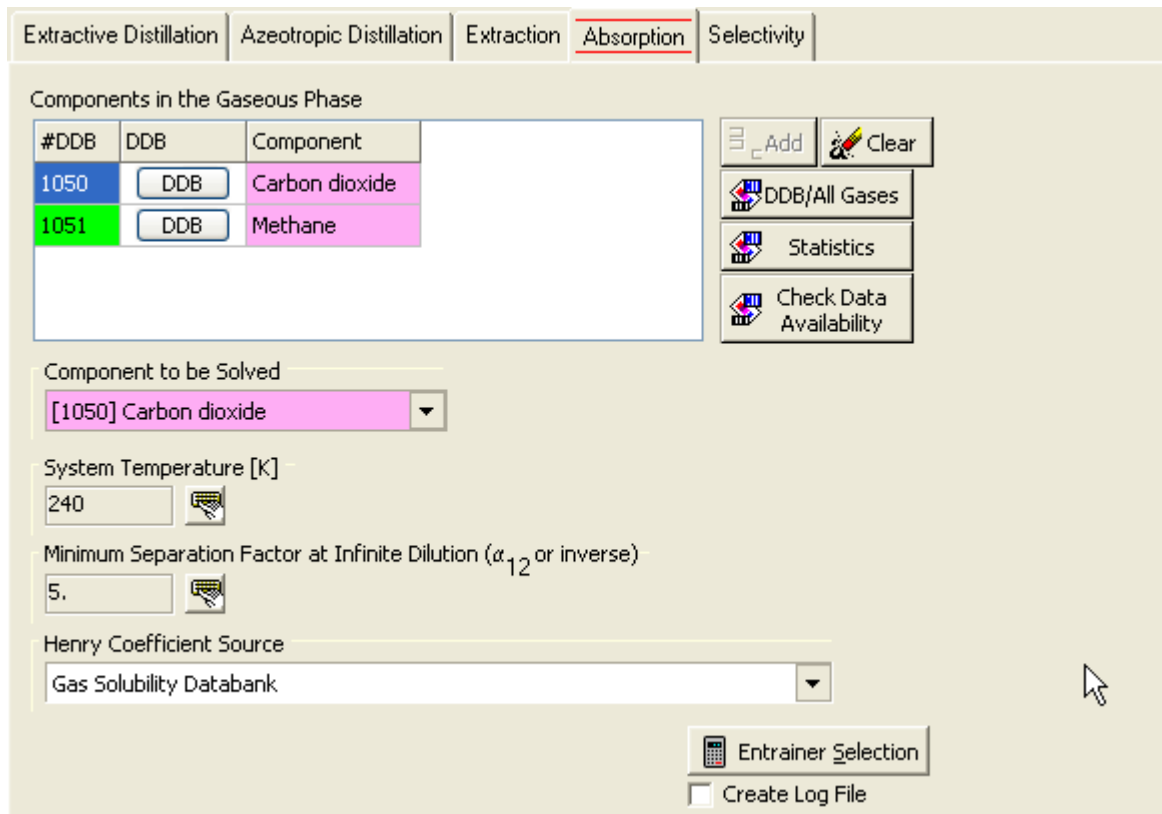 Extractive Distillation Azeotropic Distillation Extraction Absorption Selectivity
Components in the Gaseous Phase
#DDB DDB Component
1050 DDB Carbon dioxide
1051 DDB Methane
Add Clear
DDB/All Gases
Statistics
Check Data
Availability
Component to be Solved
[1050] Carbon dioxide
System Temperature [K]
240
Minimum Separation Factor at Infinite Dilution (α12 or inverse)
5.
Henry Coefficient Source
Gas Solubility Databank
Entrainer Selection
Create Log File